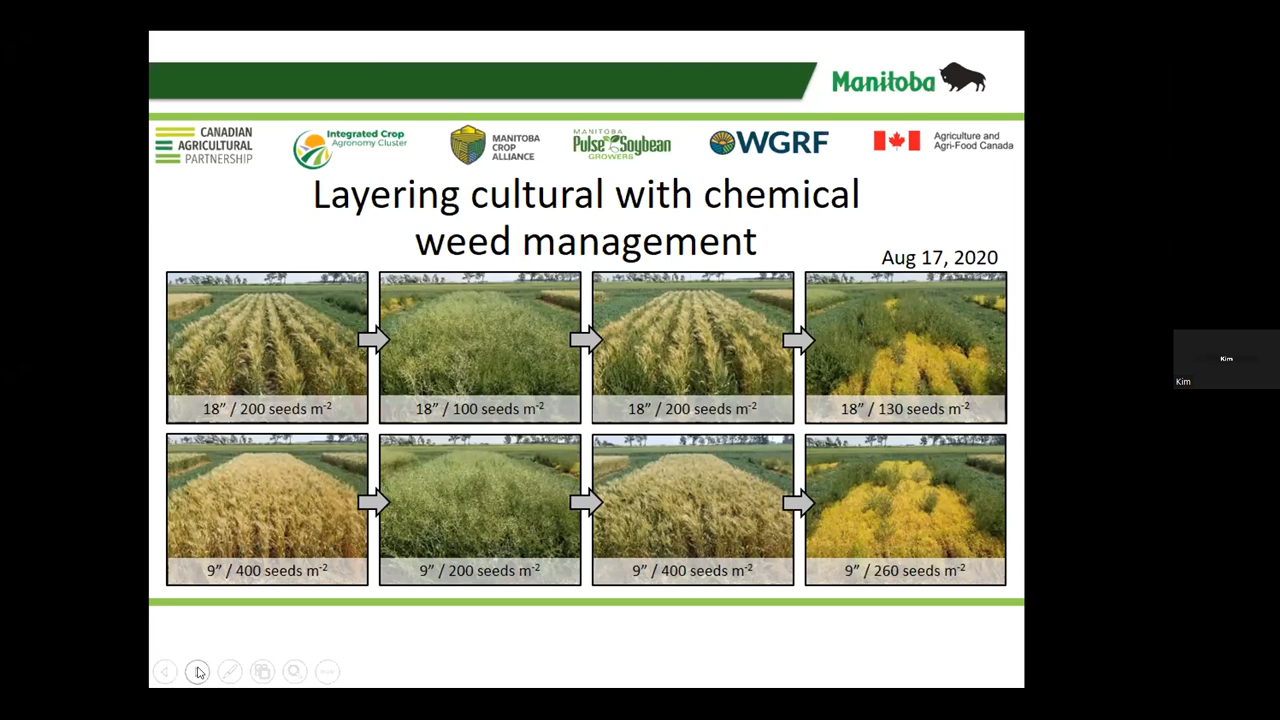 Manitoba
CANADIAN
AGRICULTURAL
PARTNERSHIP
Integrated Crop
Agronomy Cluster
MANITOBA
CROP
ALLIANCE
MANITOBA
Pulse Soybean
GROWERS
WGRF
Agriculture and
Agri-Food Canada
Layering cultural with chemical
weed management
Aug 17, 2020
18” / 200 seeds m-2
18” / 100 seeds m-2
18” / 200 seeds m-2
18” / 130 seeds m-2
9” / 400 seeds m-2
9” / 200 seeds m-2
9” / 400 seeds m-2
9” / 260 seeds m-2
Kim
Kim